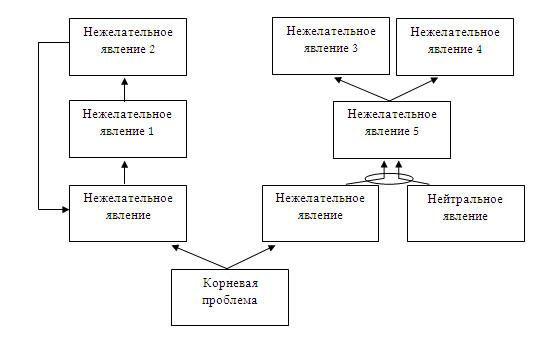 Нежелательное
явление 2
Нежелательное
явление 3
Нежелательное
явление 4
Нежелательное
явление 1
Нежелательное
явление 5
Нежелательное
явление
Нежелательное
явление
Нейтральное
явление
Корневая
проблема